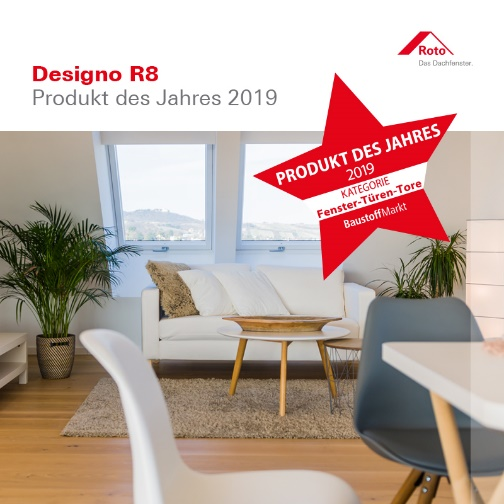 Roto
Das Dachfenster.
Designo R8
Produkt des Jahres 2019
PRODUKT DES JAHRES
2019
KATEGORIE
Fenster-Türen-Tore
BaustoffMarkt